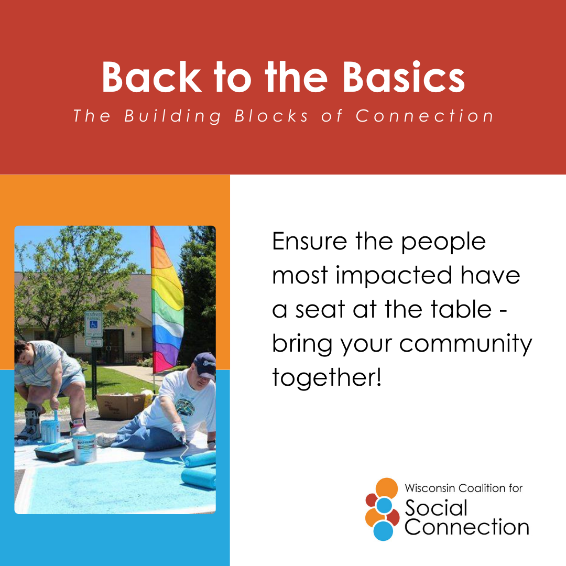 Back to the Basics
The Building Blocks of Connection
Ensure the people
most impacted have
a seat at the table -
bring your community
together!
Wisconsin Coalition for
Social
Connection